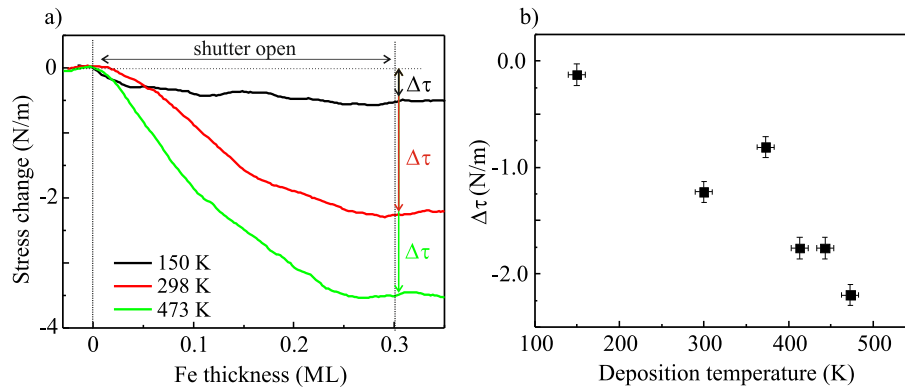 a)
shutter open
0
-2
-4
Stress change (N/m)
Δτ
Δτ
Δτ
150 K
298 K
473 K
0
0.1
0.2
0.3
Fe thickness (ML)
b)
0.0
-1.0
-2.0
Δτ (N/m)
100
200
300
400
500
Deposition temperature (K)